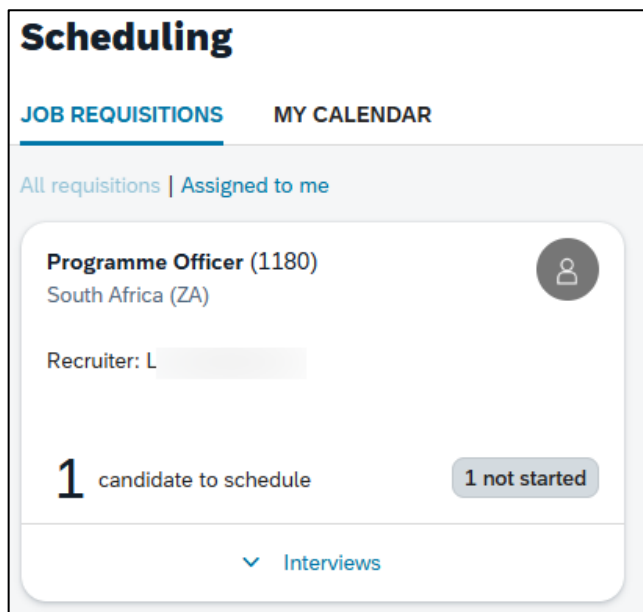 Scheduling
JOB REQUISITIONS MY CALENDAR
All requisitions | Assigned to me
Programme Officer (1180)
South Africa (ZA)
Recruiter: L
1 candidate to schedule 1 not started
Interviews